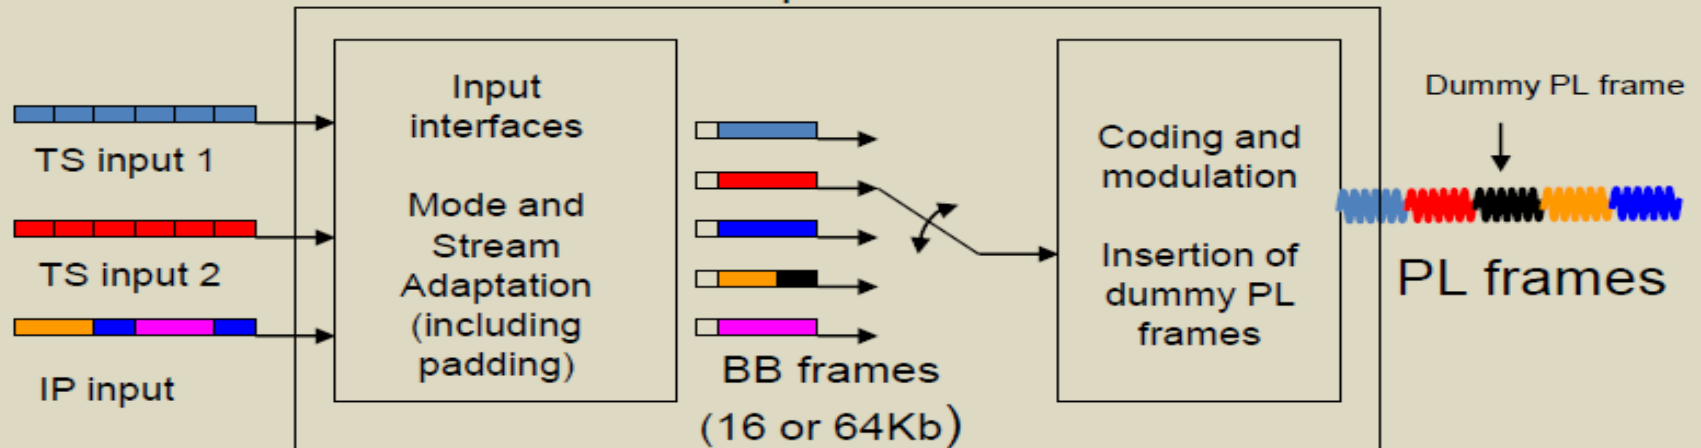 TS input 1
TS input 2
IP input
Input
interfaces
Mode and
Stream
Adaptation
(including
padding)
BB frames
(16 or 64Kb)
Coding and
modulation
Insertion of
dummy PL
frames
Dummy PL frame
PL frames